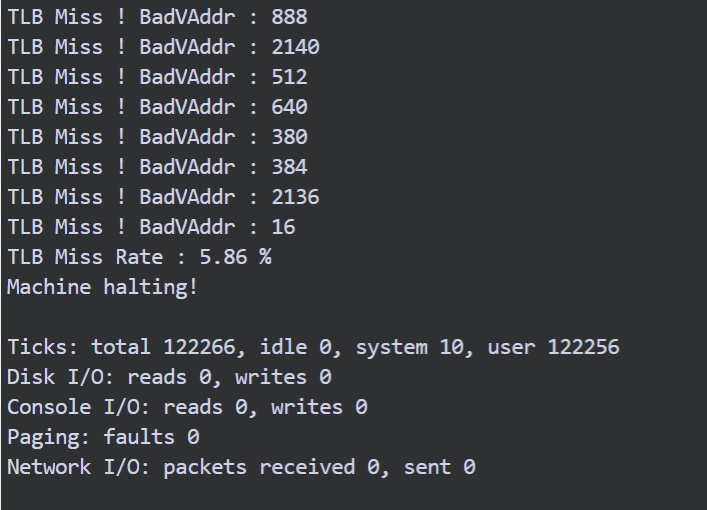 TLB Miss ! BadVAddr : 888
TLB Miss ! BadVAddr : 2140
TLB Miss ! BadVAddr : 512
TLB Miss ! BadVAddr : 640
TLB Miss ! BadVAddr : 380
TLB Miss ! BadVAddr : 384
TLB Miss ! BadVAddr : 2136
TLB Miss ! BadVAddr : 16
TLB Miss Rate : 5.86 %
Machine halting!

Ticks: total 122266, idle 0, system 10, user 122256
Disk I/O: reads 0, writes 0
Console I/O: reads 0, writes 0
Paging: faults 0
Network I/O: packets received 0, sent 0